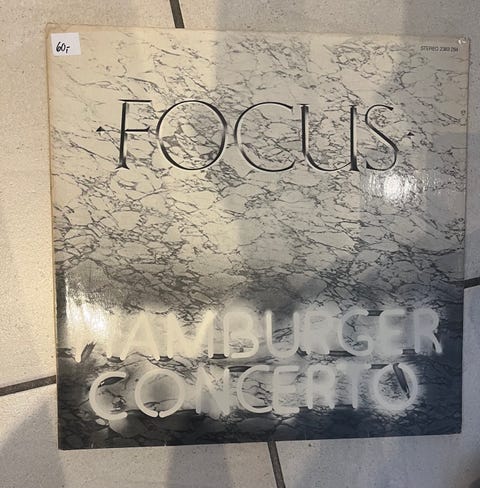 60,-
STEREO 2383 294
FOCUS
HAMBURGER
CONCERTO